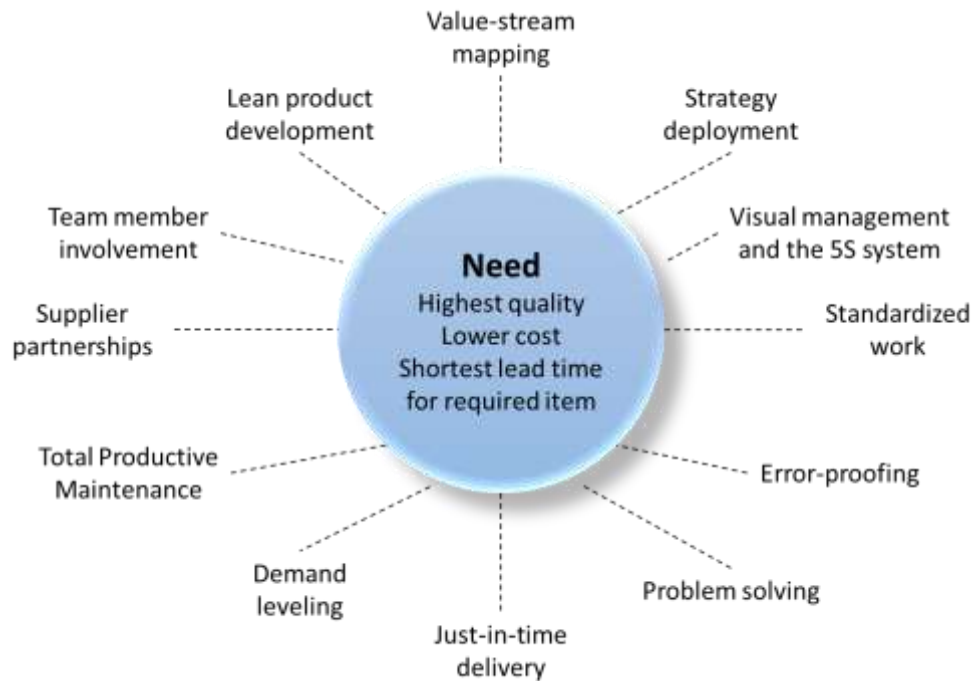 Value-stream
mapping
Strategy
deployment
Visual management
and the 5S system
Standardized
work
Error-proofing
Problem solving
Just-in-time
delivery
Demand
leveling
Total Productive
Maintenance
Supplier
partnerships
Team member
involvement
Lean product
development
Need
Highest quality
Lower cost
Shortest lead time
for required item